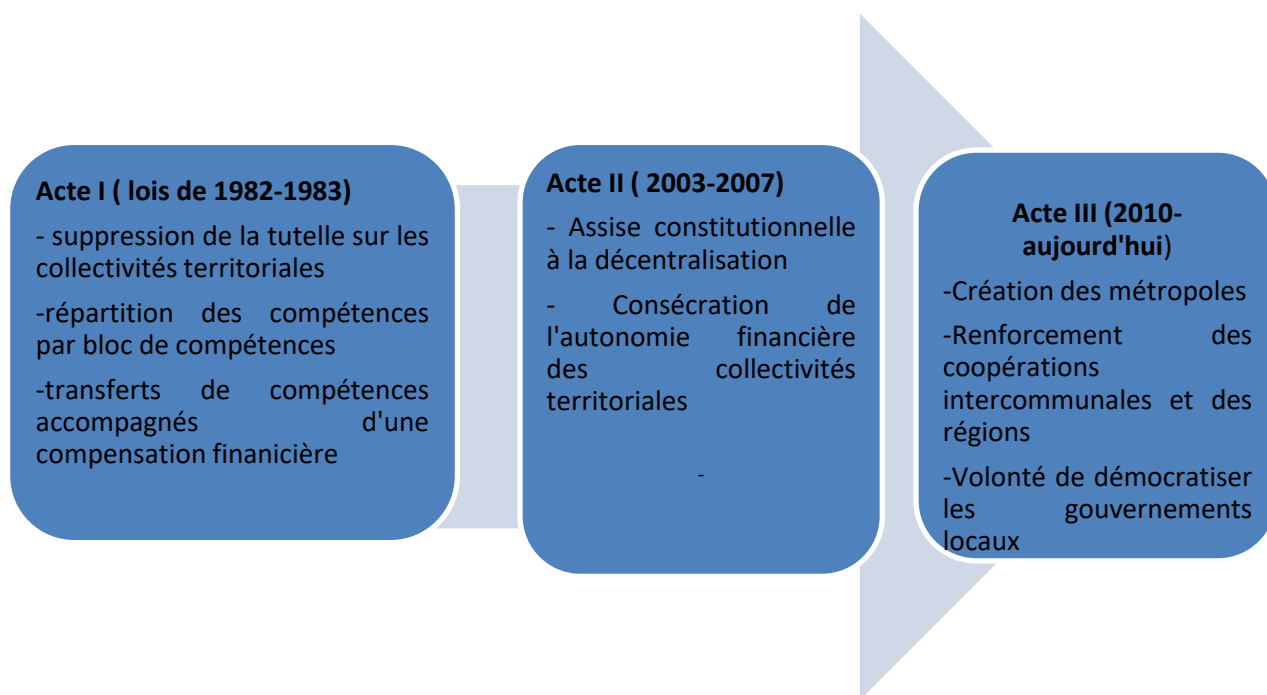 Acte I ( lois de 1982-1983)
- suppression de la tutelle sur les
collectivités territoriales
-répartition des compétences
par bloc de compétences
-transferts de compétences
accompagnés d'une
compensation finanicière
Acte II ( 2003-2007)
- Assise constitutionnelle
à la décentralisation
- Consécration de
l'autonomie financière
des collectivités
territoriales
-
Acte III (2010-
aujourd'hui)
-Création des métropoles
-Renforcement des
coopérations
intercommunales et des
régions
-Volonté de démocratiser
les gouvernements
locaux